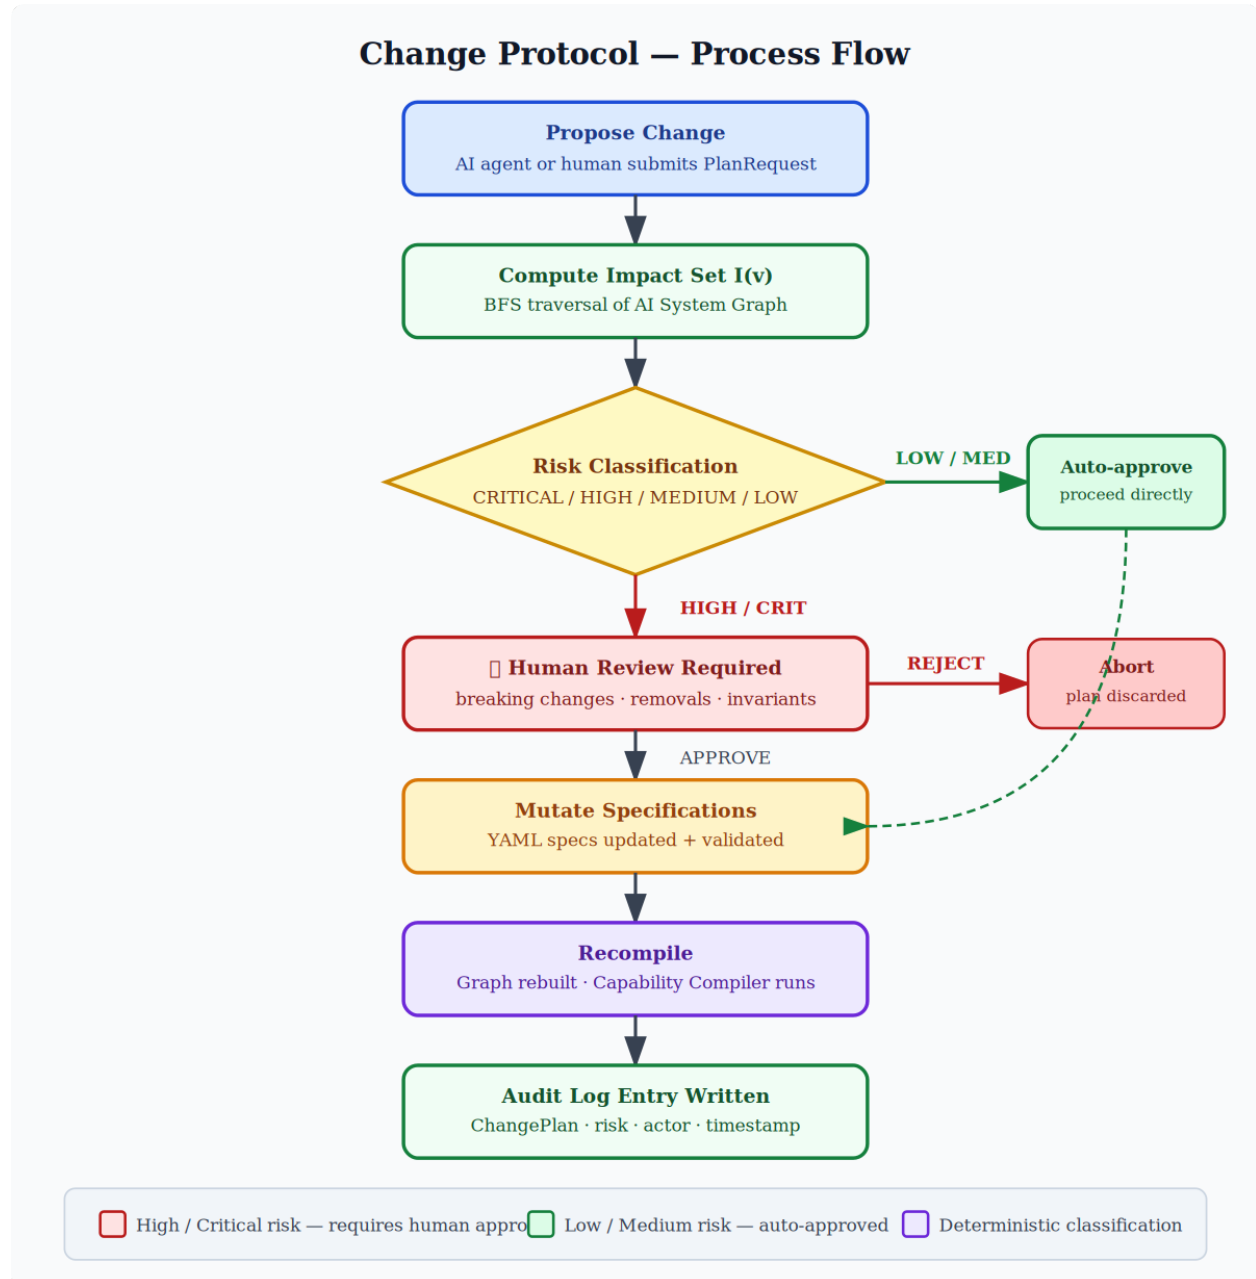 Change Protocol — Process Flow
Propose Change
AI agent or human submits PlanRequest
Compute Impact Set I(v)
BFS traversal of AI System Graph
Risk Classification
CRITICAL / HIGH / MEDIUM / LOW
LOW / MED
Auto-approve
proceed directly
HIGH / CRIT
Human Review Required
breaking changes · removals · invariants
REJECT
Abort
plan discarded
APPROVE
Mutate Specifications
YAML specs updated + validated
Recompile
Graph rebuilt · Capability Compiler runs
Audit Log Entry Written
ChangePlan · risk · actor · timestamp
High / Critical risk — requires human appro
Low / Medium risk — auto-approved
Deterministic classification